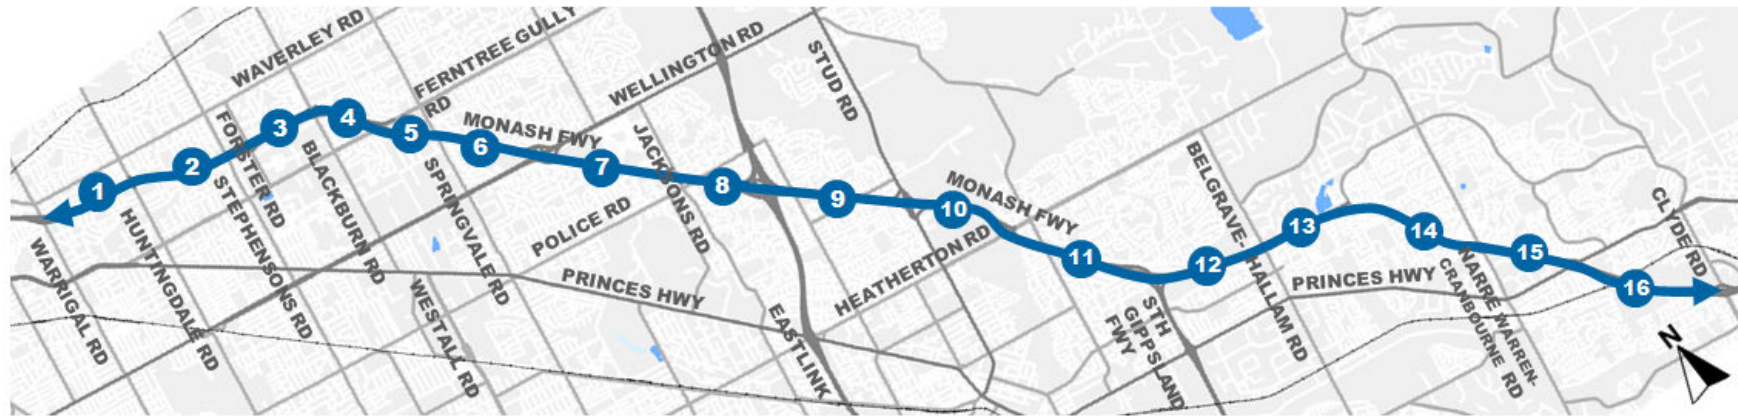 WAVERLEY RD
FERNTREE GULLY
RD
WELLINGTON RD
STUD RD
FORSTER RD
STEPHENSONS RD
BLACKBURN RD
MONASH FWY
SPRINGVALE RD
JACKSONS RD
POLICE RD
WARRIGAL RD
HUNTINGDALE RD
WESTALL RD
PRINCES HWY
EASTLINK
HEATHERTON RD
MONASH FWY
STH
GIPPSLAND
FWY
BELGRAVE-
HALLAM RD
PRINCES HWY
NARRE WARREN-
CRANBOURNE RD
CLYDE RD
1
2
3
4
5
6
7
8
9
10
11
12
13
14
15
16
N